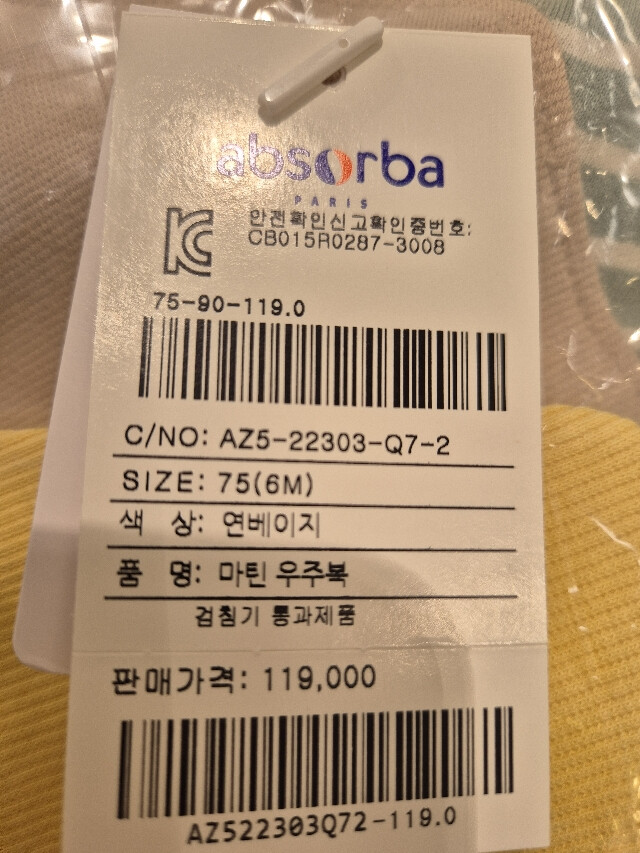 absorba
PARIS
안전확인신고확인증번호:
CB015R0287-3008
75-90-119.0
C/NO: AZ5-22303-Q7-2
SIZE: 75(6M)
색 상: 연베이지
품 명: 마틴 우주복
검침기 통과제품
판매가격: 119,000
AZ522303Q72-119.0